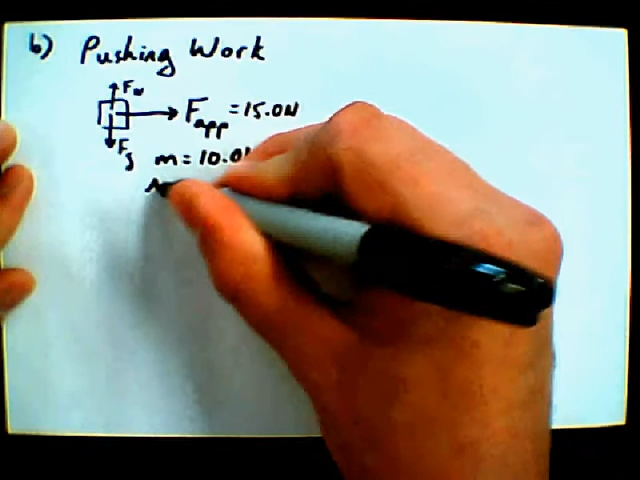 b) Pushing Work
FN
Fapp = 15.0N
Fg m = 10.0